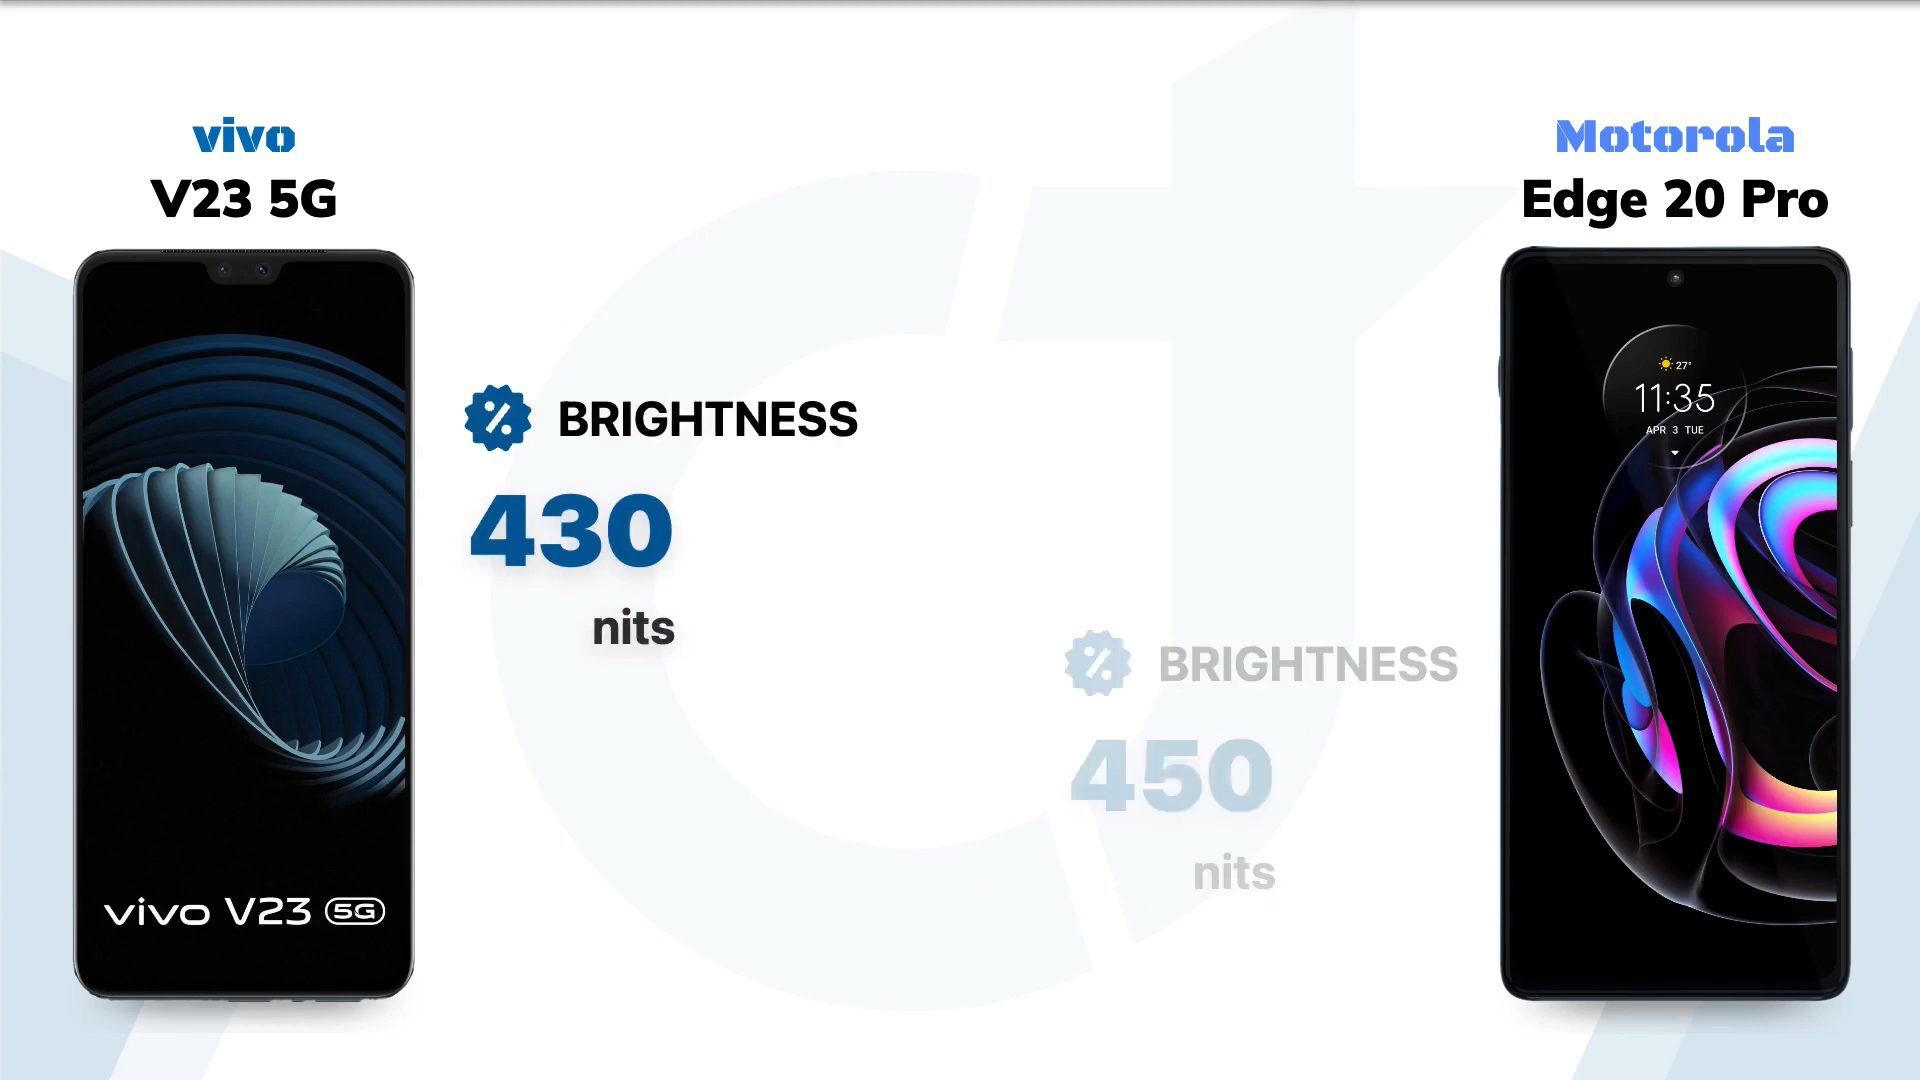 vivo
V23 5G
BRIGHTNESS
430
nits
vivo V23 5G
Motorola
Edge 20 Pro
27°
11:35
APR 3 TUE
BRIGHTNESS
450
nits